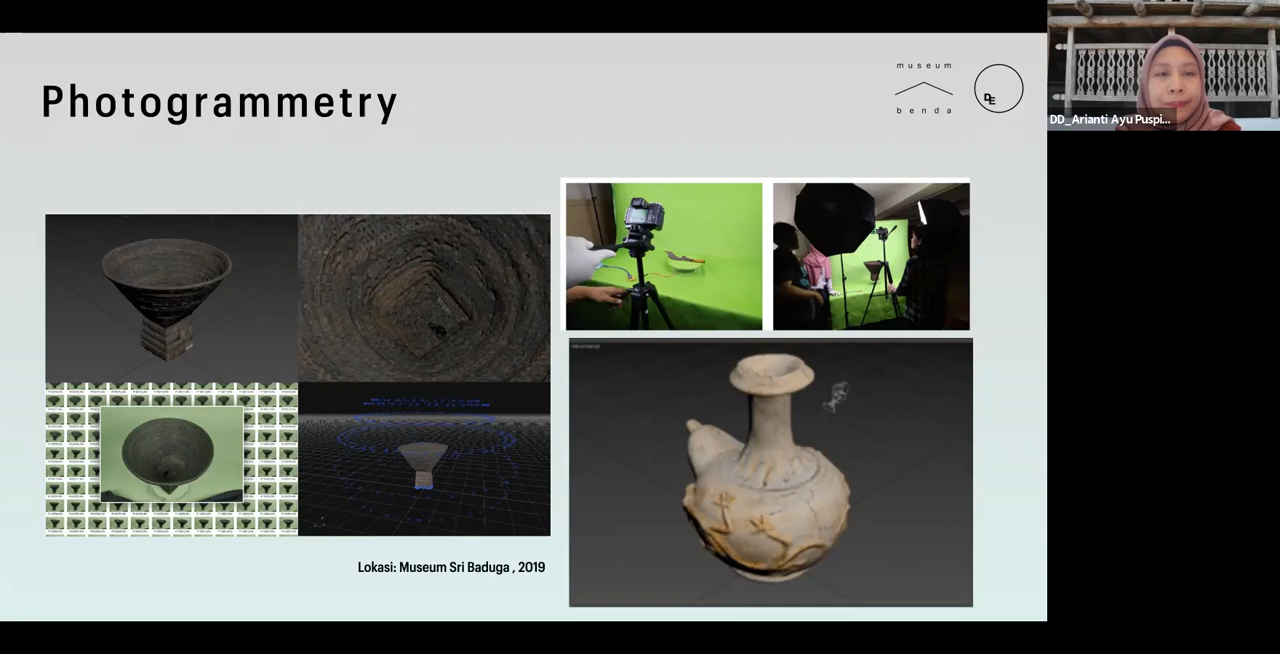 Photogrammetry
museum
benda
DE
DD_Arianti Ayu Puspi...
Lokasi: Museum Sri Baduga , 2019